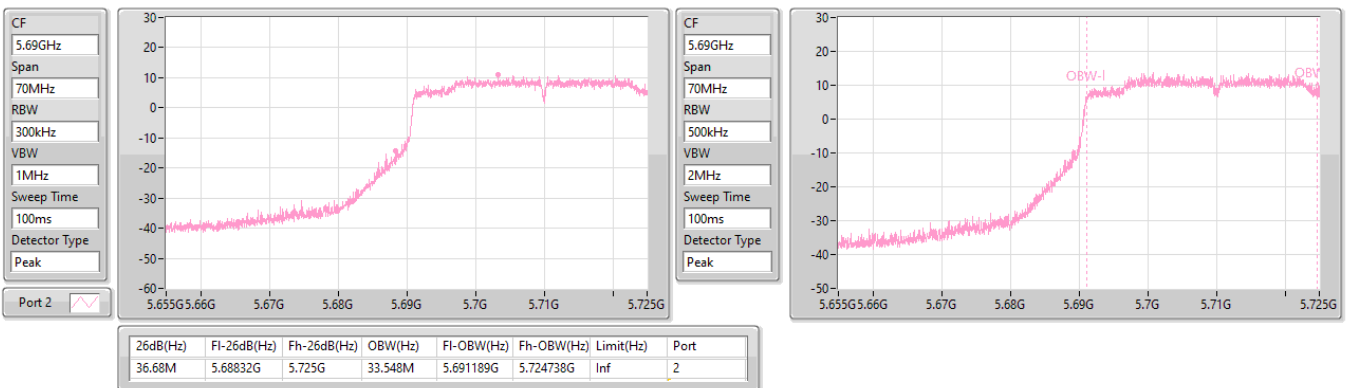 CF
5.69GHz
Span
70MHz
RBW
300kHz
VBW
1MHz
Sweep Time
100ms
Detector Type
Peak
Port 2
30
20
10
0
-10
-20
-30
-40
-50
-60
5.655G 5.66G 5.67G 5.68G 5.69G 5.7G 5.71G 5.725G
CF
5.69GHz
Span
70MHz
RBW
500kHz
VBW
2MHz
Sweep Time
100ms
Detector Type
Peak
30
20
10
0
-10
-20
-30
-40
-50
OBW-l
OBW
5.655G 5.66G 5.67G 5.68G 5.69G 5.7G 5.71G 5.725G
26dB(Hz) Fl-26dB(Hz) Fh-26dB(Hz) OBW(Hz) Fl-OBW(Hz) Fh-OBW(Hz) Limit(Hz) Port
36.68M 5.68832G 5.725G 33.548M 5.691189G 5.724738G Inf 2